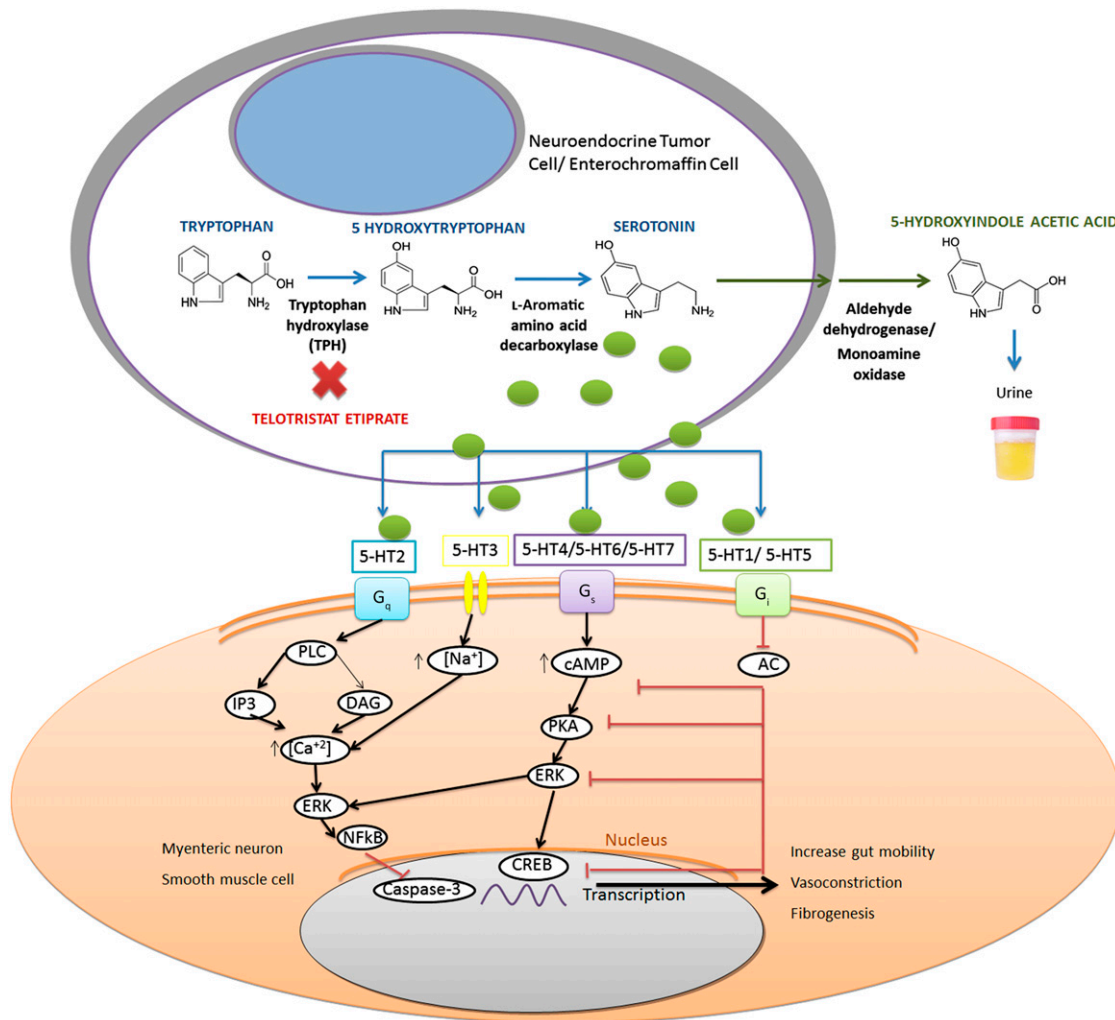 Neuroendocrine Tumor
Cell/ Enterochromaffin Cell
TRYPTOPHAN
5 HYDROXYTRYPTOPHAN
SEROTONIN
5-HYDROXYINDOLE ACETIC ACID
O
OH
NH₂
HN
OH
O
OH
NH₂
HN
HO
NH₂
HN
HO
O
OH
HN
Tryptophan
hydroxylase
(TPH)
L-Aromatic
amino acid
decarboxylase
Aldehyde
dehydrogenase/
Monoamine
oxidase
TELOTRISTAT ETIPRATE
Urine
5-HT2
5-HT3
5-HT4/5-HT6/5-HT7
5-HT1/ 5-HT5
Gq
Gs
Gi
PLC
↑ [Na⁺]
↑ cAMP
AC
IP3
DAG
PKA
↑ [Ca⁺²]
ERK
ERK
NFkB
Myenteric neuron
Smooth muscle cell
Nucleus
CREB
Caspase-3
Transcription
Increase gut mobility
Vasoconstriction
Fibrogenesis